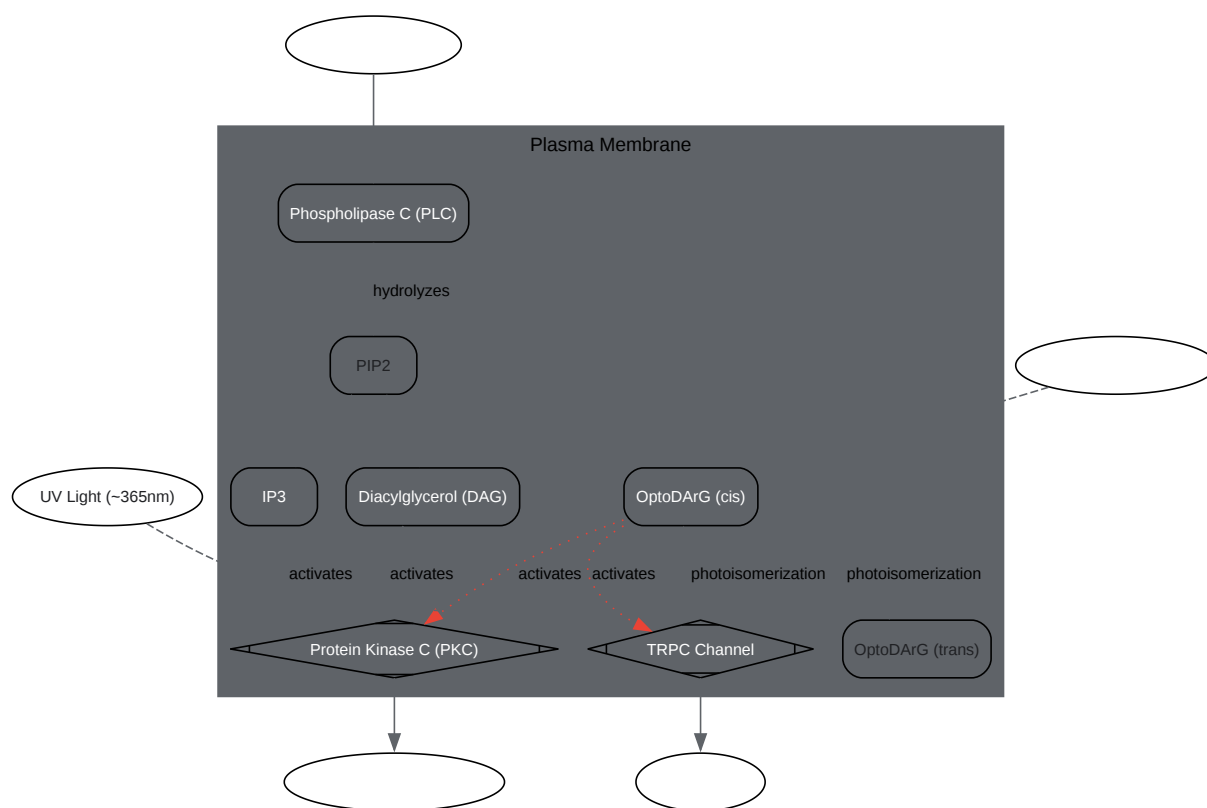 Plasma Membrane
Phospholipase C (PLC)
hydrolyzes
PIP2
UV Light (~365nm)
IP3
Diacylglycerol (DAG)
OptoDArG (cis)
activates
activates
activates
activates
photoisomerization
photoisomerization
Protein Kinase C (PKC)
TRPC Channel
OptoDArG (trans)